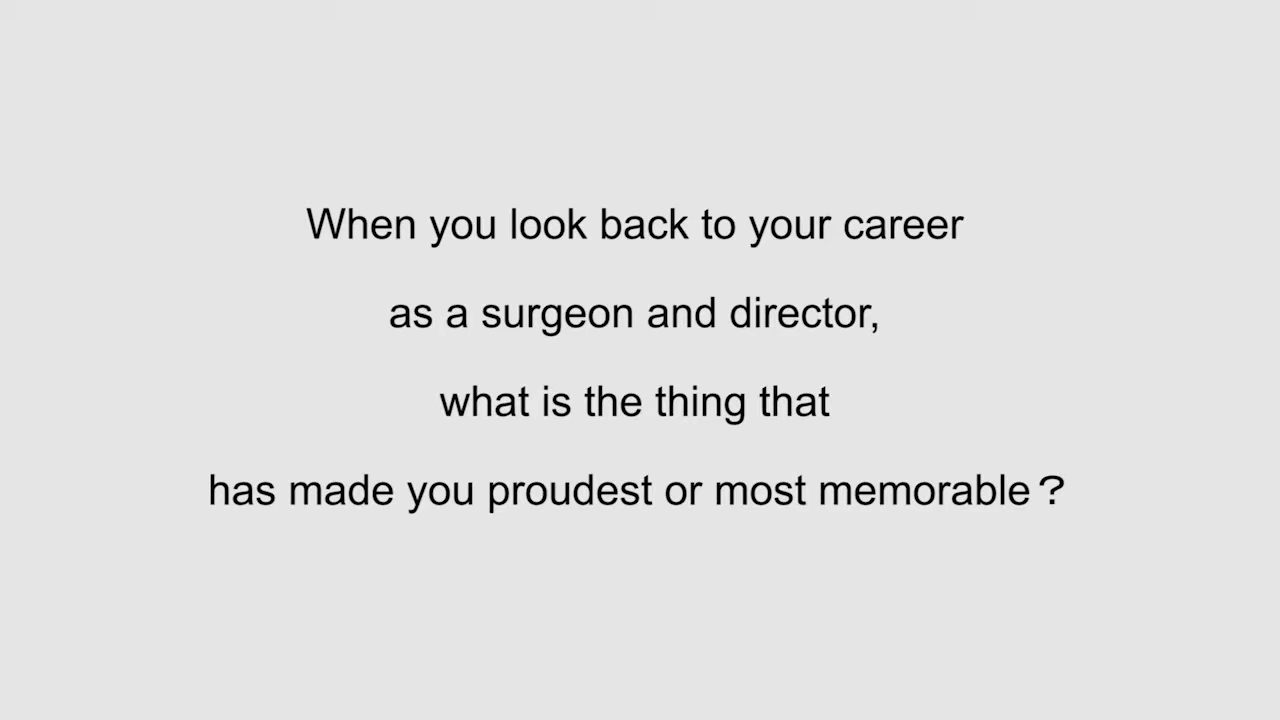 When you look back to your career
as a surgeon and director,
what is the thing that
has made you proudest or most memorable？